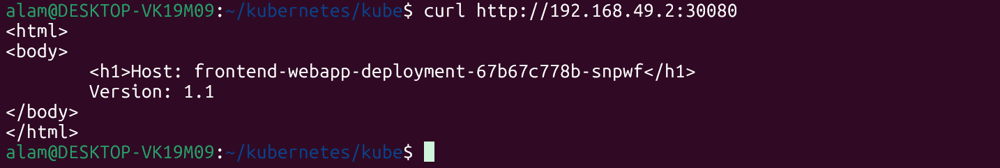 alam@DESKTOP-VK19M09:~/kubernetes/kube$ curl http://192.168.49.2:30080
<html>
<body>
        <h1>Host: frontend-webapp-deployment-67b67c778b-snpwf</h1>
        Version: 1.1
</body>
</html>
alam@DESKTOP-VK19M09:~/kubernetes/kube$